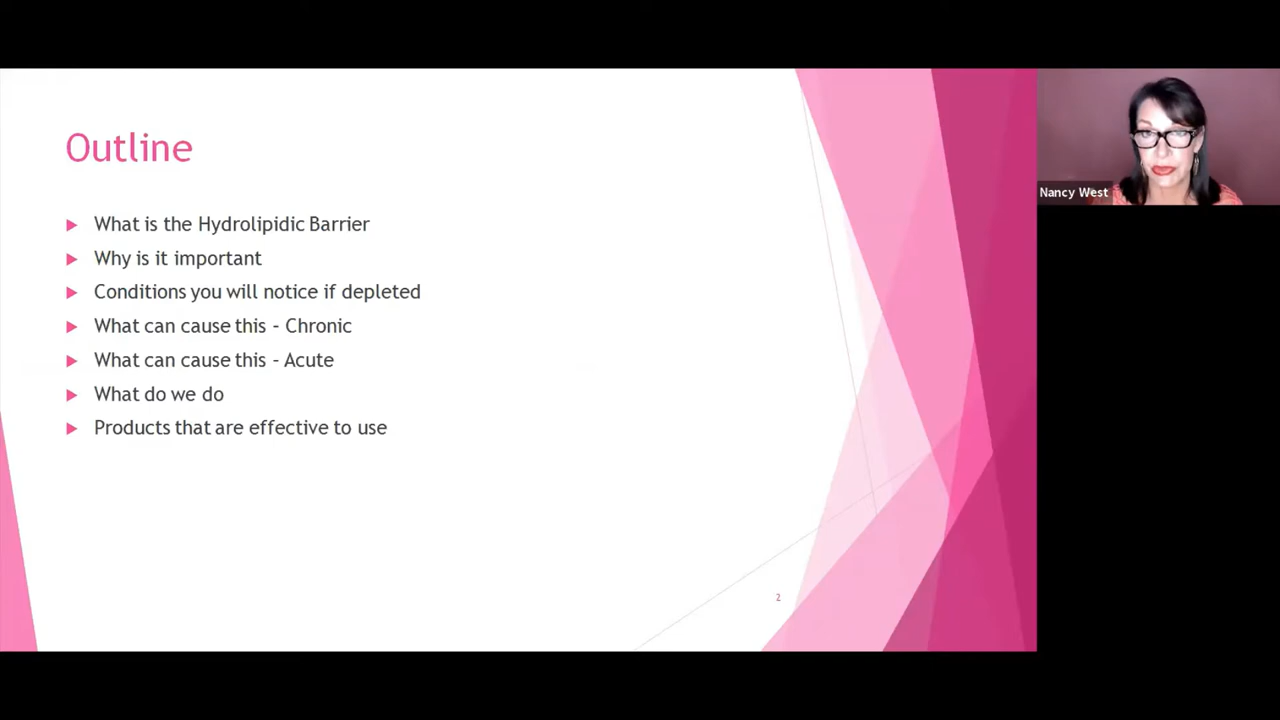 Outline
What is the Hydrolipidic Barrier
Why is it important
Conditions you will notice if depleted
What can cause this – Chronic
What can cause this – Acute
What do we do
Products that are effective to use
2
Nancy West